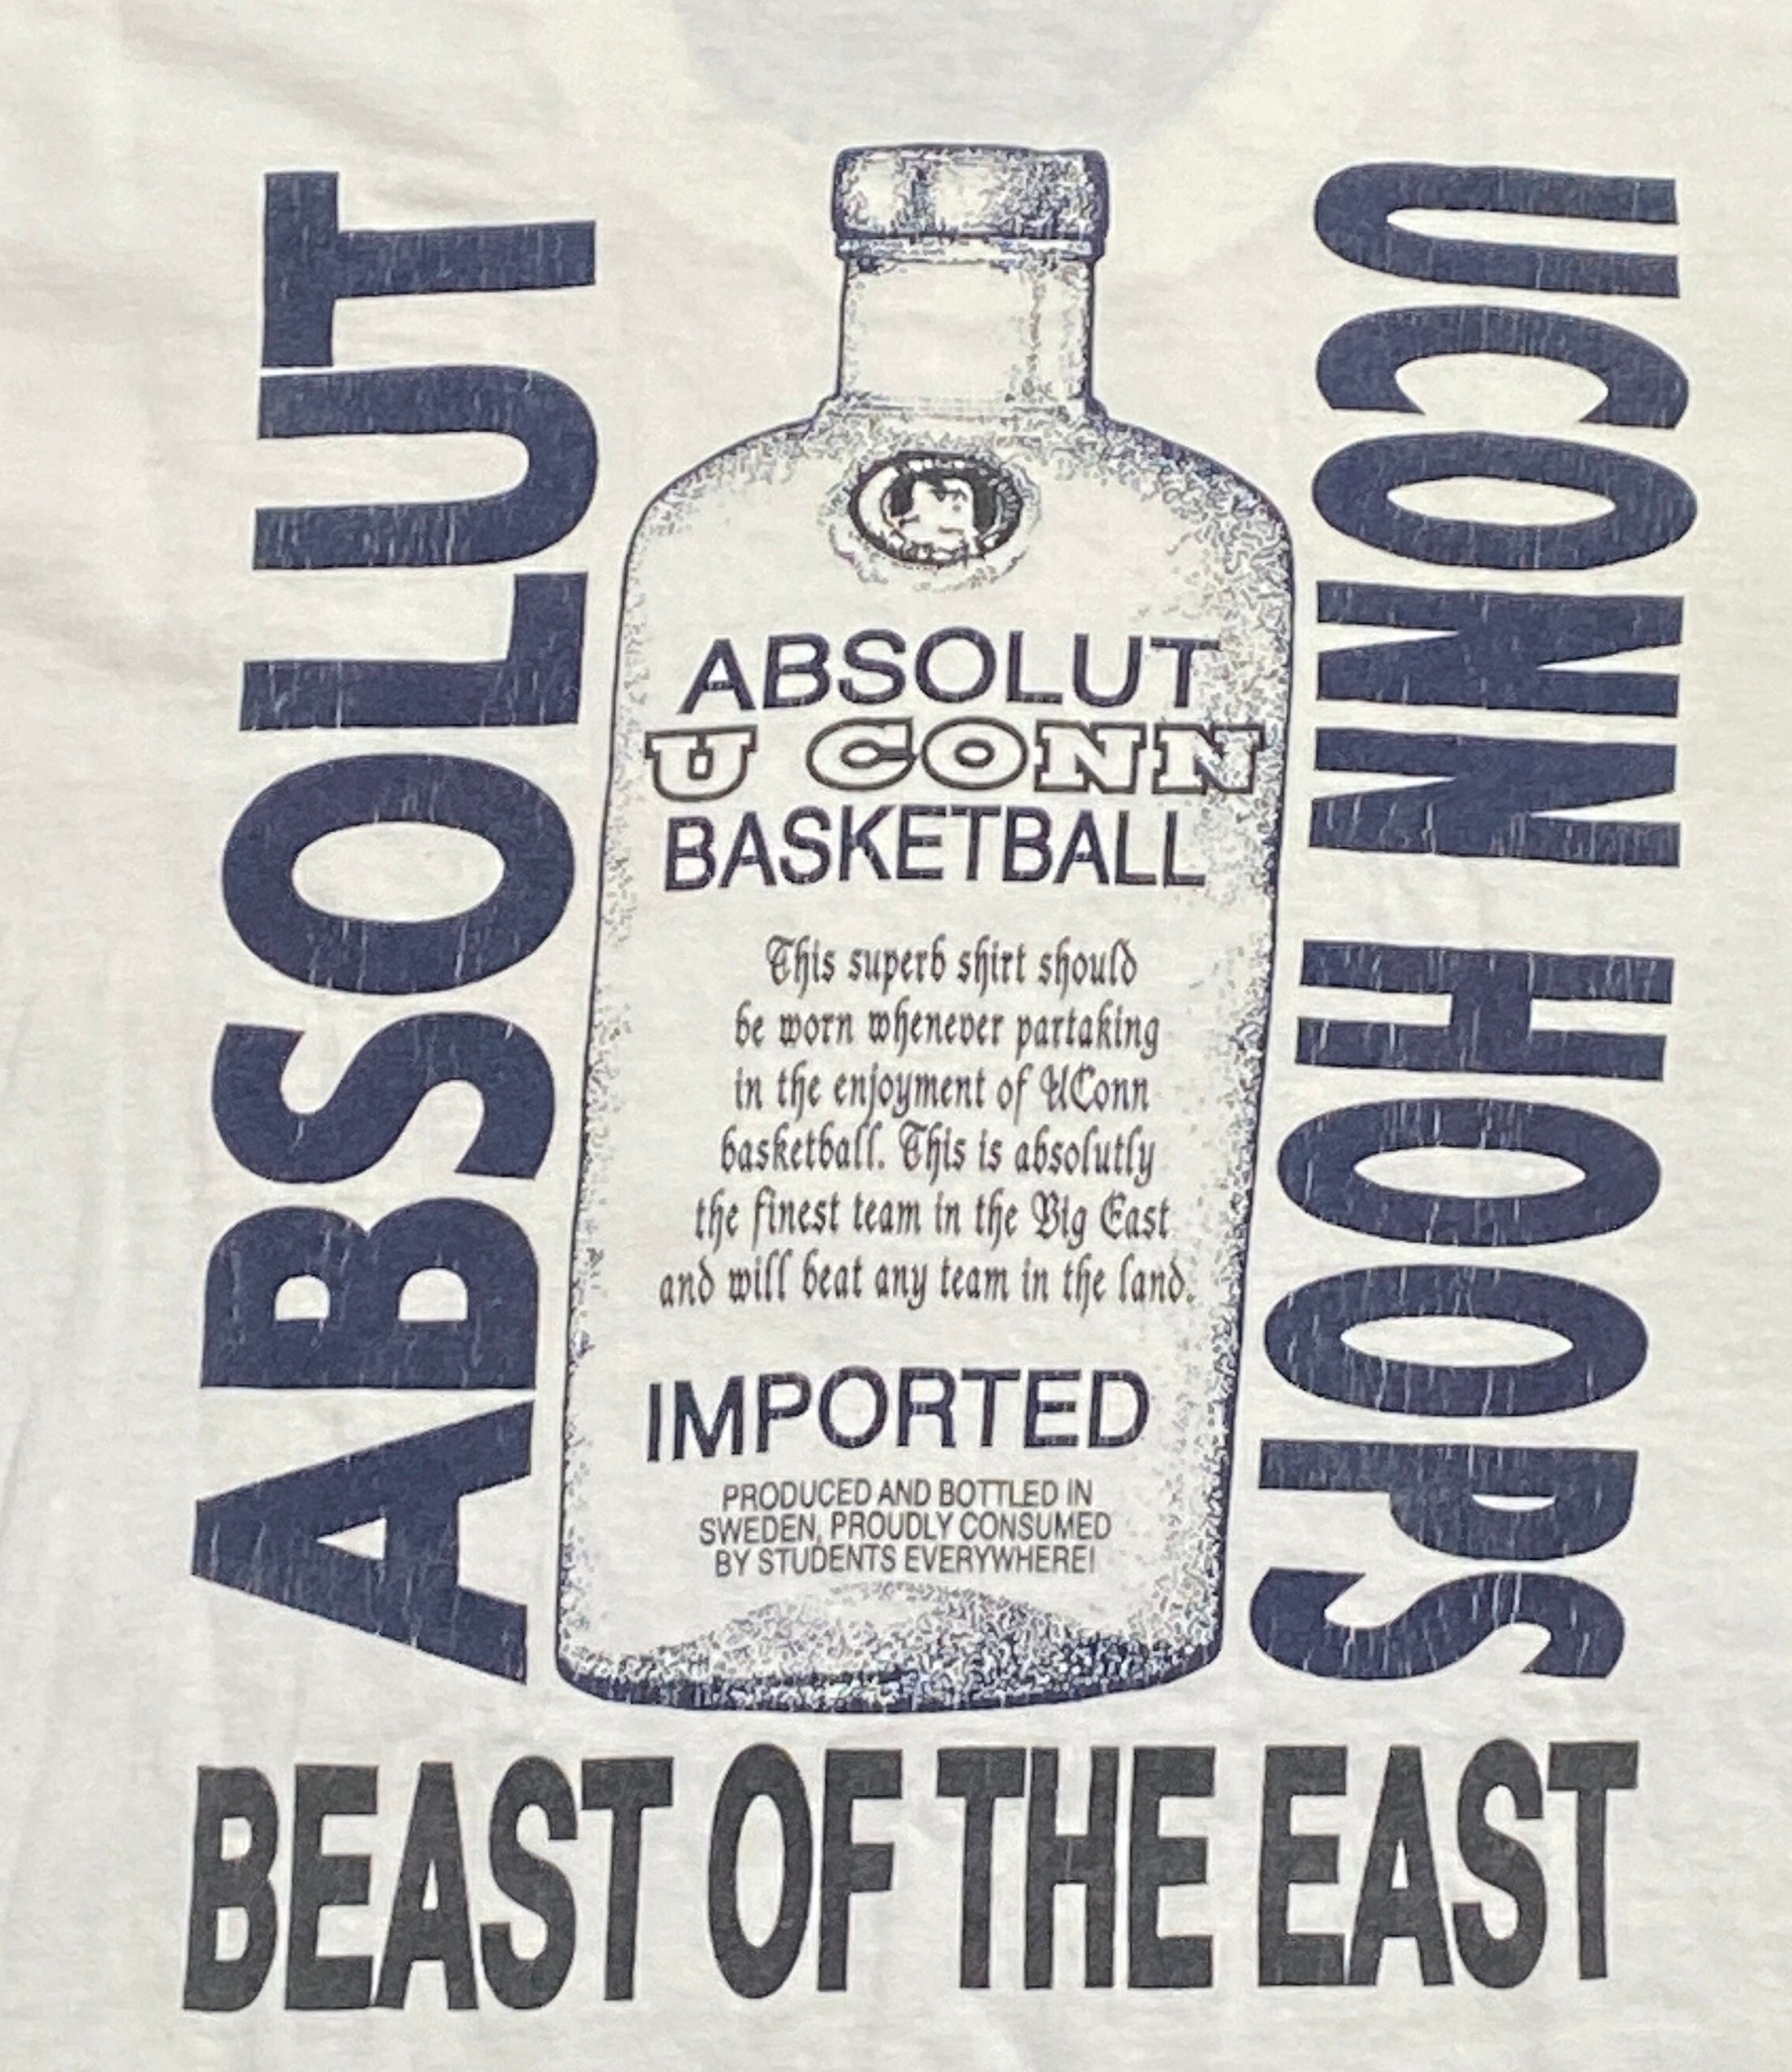 ABSOLUT
UCONN HOOPS
ABSOLUT
U CONN
BASKETBALL
This superb shirt should
be worn whenever partaking
in the enjoyment of UConn
basketball. This is absolutly
the finest team in the Big East
and will beat any team in the land.
IMPORTED
PRODUCED AND BOTTLED IN
SWEDEN, PROUDLY CONSUMED
BY STUDENTS EVERYWHERE!
BEAST OF THE EAST